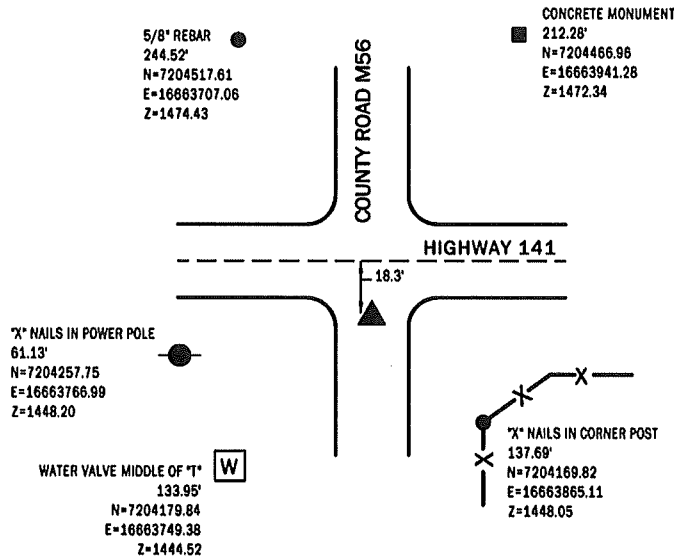 5/8" REBAR
244.52'
N=7204517.61
E=16663707.06
Z=1474.43
CONCRETE MONUMENT
212.28'
N=7204466.96
E=16663941.28
Z=1472.34
COUNTY ROAD M56
HIGHWAY 141
18.3'
"X" NAILS IN POWER POLE
61.13'
N=7204257.75
E=16663766.99
Z=1448.20
"X" NAILS IN CORNER POST
137.69'
N=7204169.82
E=16663865.11
Z=1448.05
WATER VALVE MIDDLE OF "T"
133.95'
N=7204179.84
E=16663749.38
Z=1444.52
W